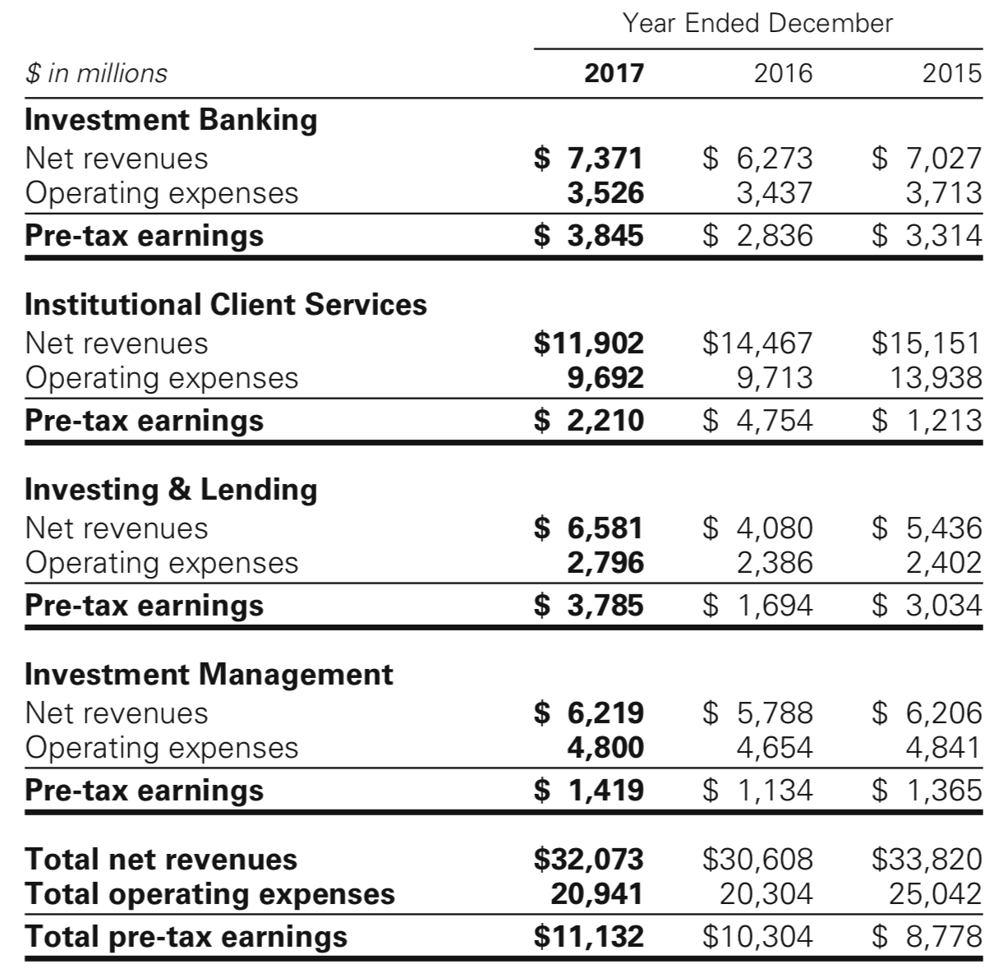 Year Ended December
$ in millions 2017 2016 2015
Investment Banking
Net revenues $ 7,371 $ 6,273 $ 7,027
Operating expenses 3,526 3,437 3,713
Pre-tax earnings $ 3,845 $ 2,836 $ 3,314
Institutional Client Services
Net revenues $11,902 $14,467 $15,151
Operating expenses 9,692 9,713 13,938
Pre-tax earnings $ 2,210 $ 4,754 $ 1,213
Investing & Lending
Net revenues $ 6,581 $ 4,080 $ 5,436
Operating expenses 2,796 2,386 2,402
Pre-tax earnings $ 3,785 $ 1,694 $ 3,034
Investment Management
Net revenues $ 6,219 $ 5,788 $ 6,206
Operating expenses 4,800 4,654 4,841
Pre-tax earnings $ 1,419 $ 1,134 $ 1,365
Total net revenues $32,073 $30,608 $33,820
Total operating expenses 20,941 20,304 25,042
Total pre-tax earnings $11,132 $10,304 $ 8,778